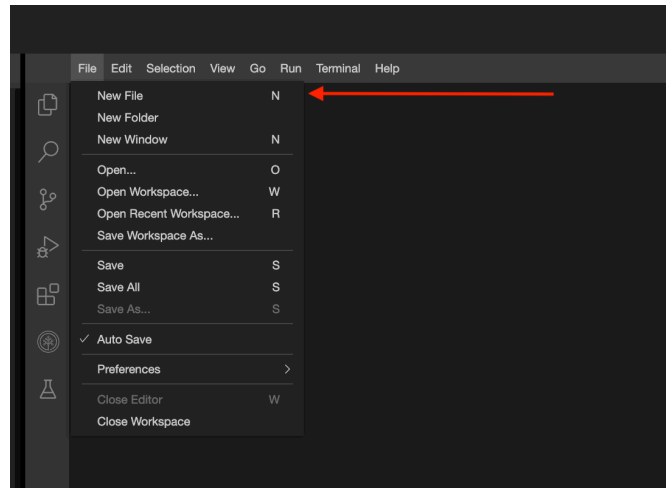 File Edit Selection View Go Run Terminal Help
New File N
New Folder
New Window N
Open... O
Open Workspace... W
Open Recent Workspace... R
Save Workspace As...
Save S
Save All S
Save As... S
Auto Save
Preferences
Close Editor W
Close Workspace